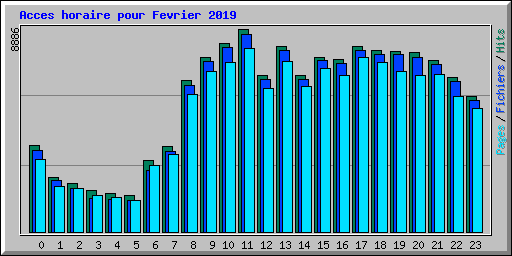 Acces horaire pour Fevrier 2019
8886
Pages / Fichiers / Hits
0 1 2 3 4 5 6 7 8 9 10 11 12 13 14 15 16 17 18 19 20 21 22 23